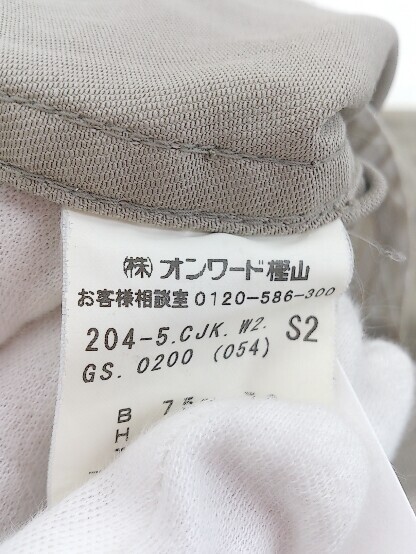 (株)オンワード樫山
お客様相談室 0120-586-300
204-5.CJK. W2. S2
GS. 0200 (054)
B 75
H